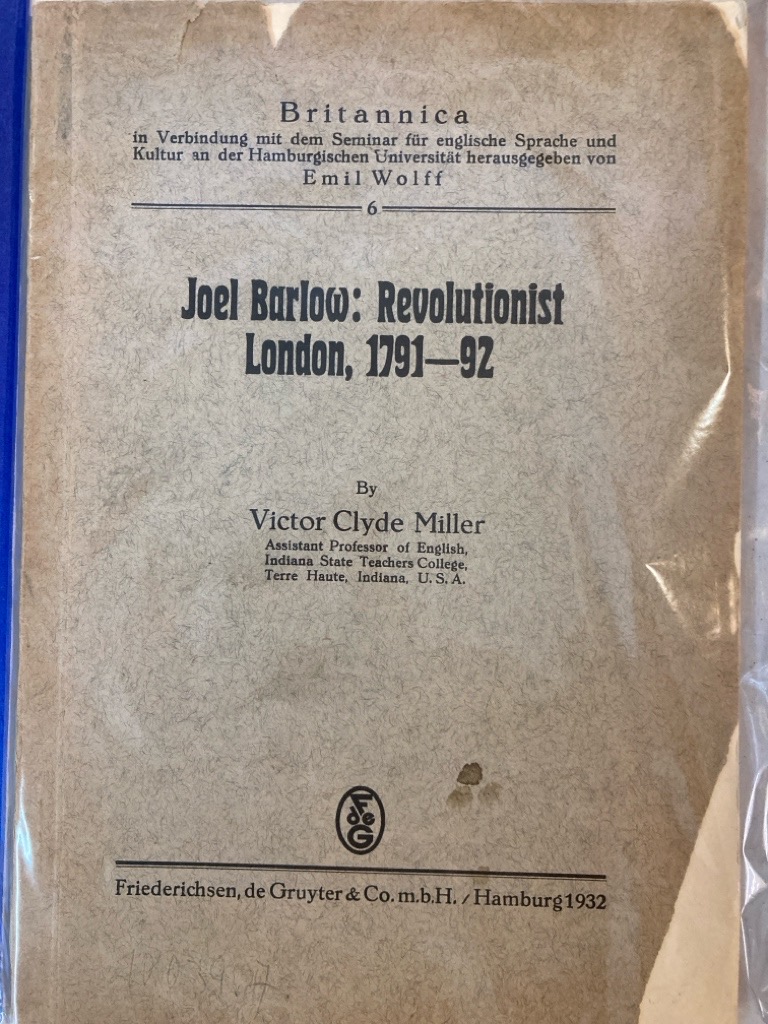 Britannica
in Verbindung mit dem Seminar für englische Sprache und
Kultur an der Hamburgischen Universität herausgegeben von
Emil Wolff
6
Joel Barlow: Revolutionist
London, 1791—92
By
Victor Clyde Miller
Assistant Professor of English,
Indiana State Teachers College,
Terre Haute, Indiana, U. S. A.
F
de
G
Friederichsen, de Gruyter & Co. m.b.H. / Hamburg 1932